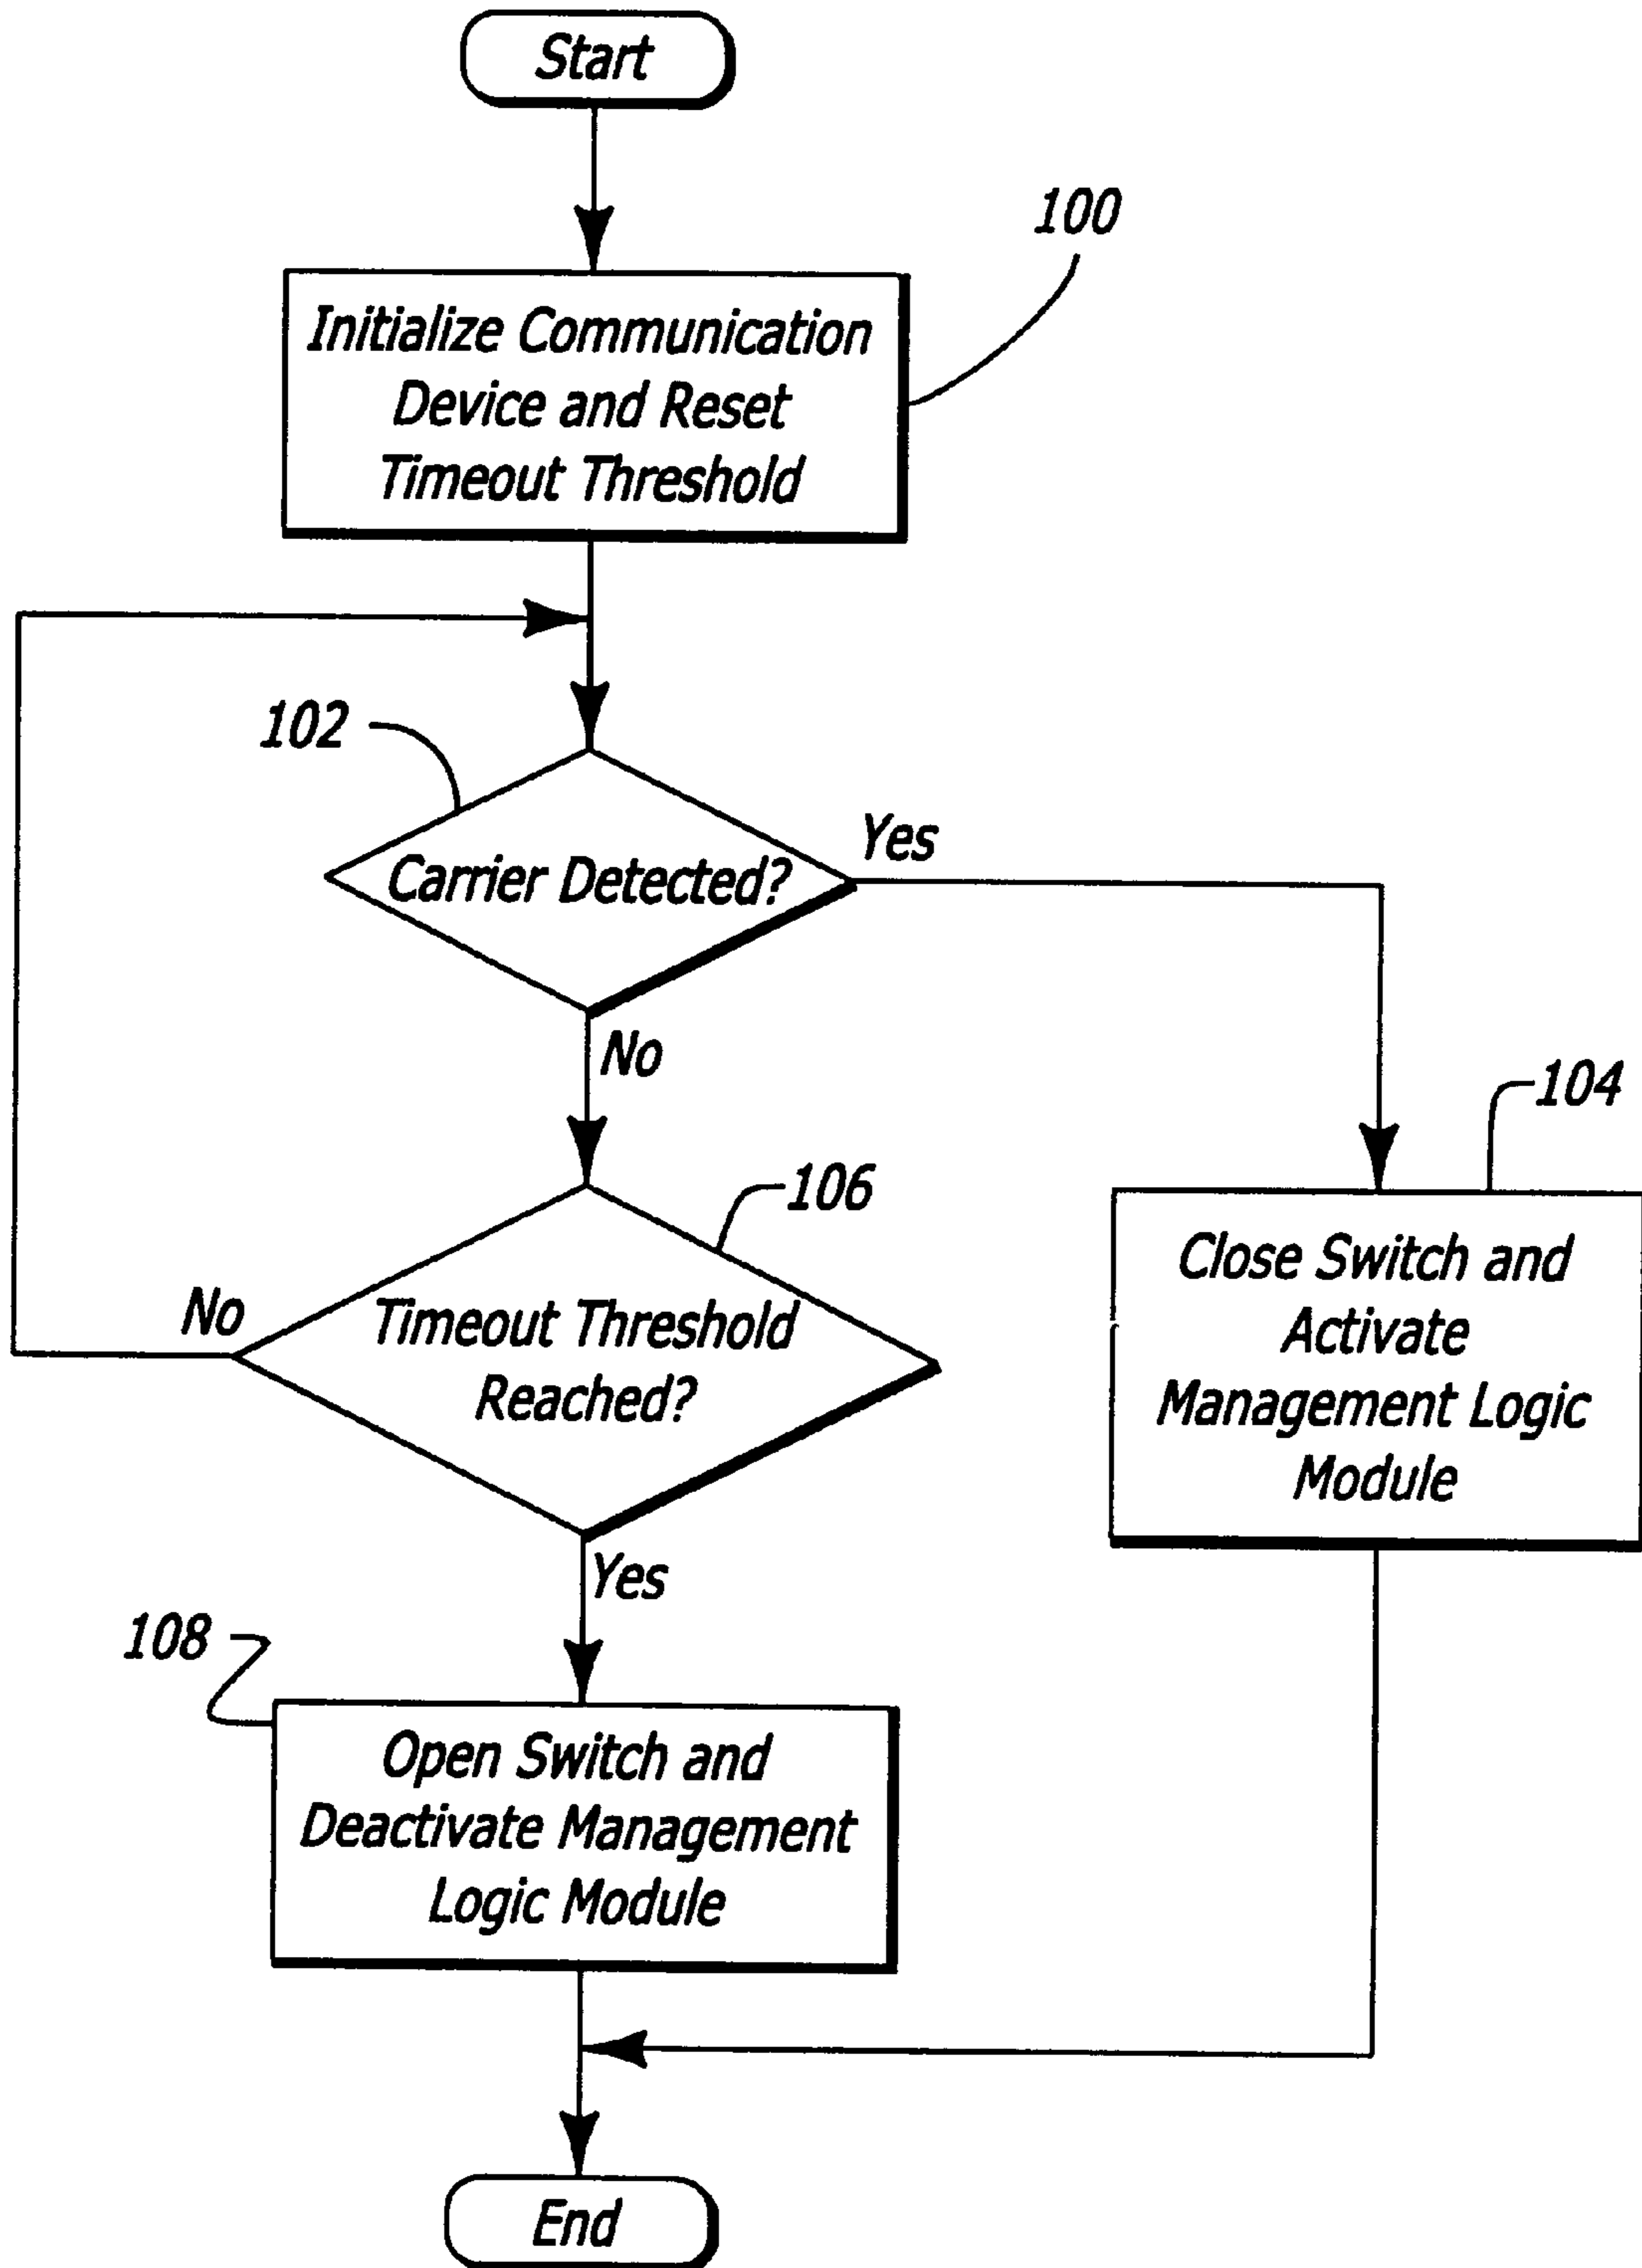 Start
100
Initialize Communication
Device and Reset
Timeout Threshold
102
Carrier Detected?
Yes
No
104
106
Close Switch and
Activate
Management Logic
Module
No
Timeout Threshold
Reached?
Yes
108
Open Switch and
Deactivate Management
Logic Module
End